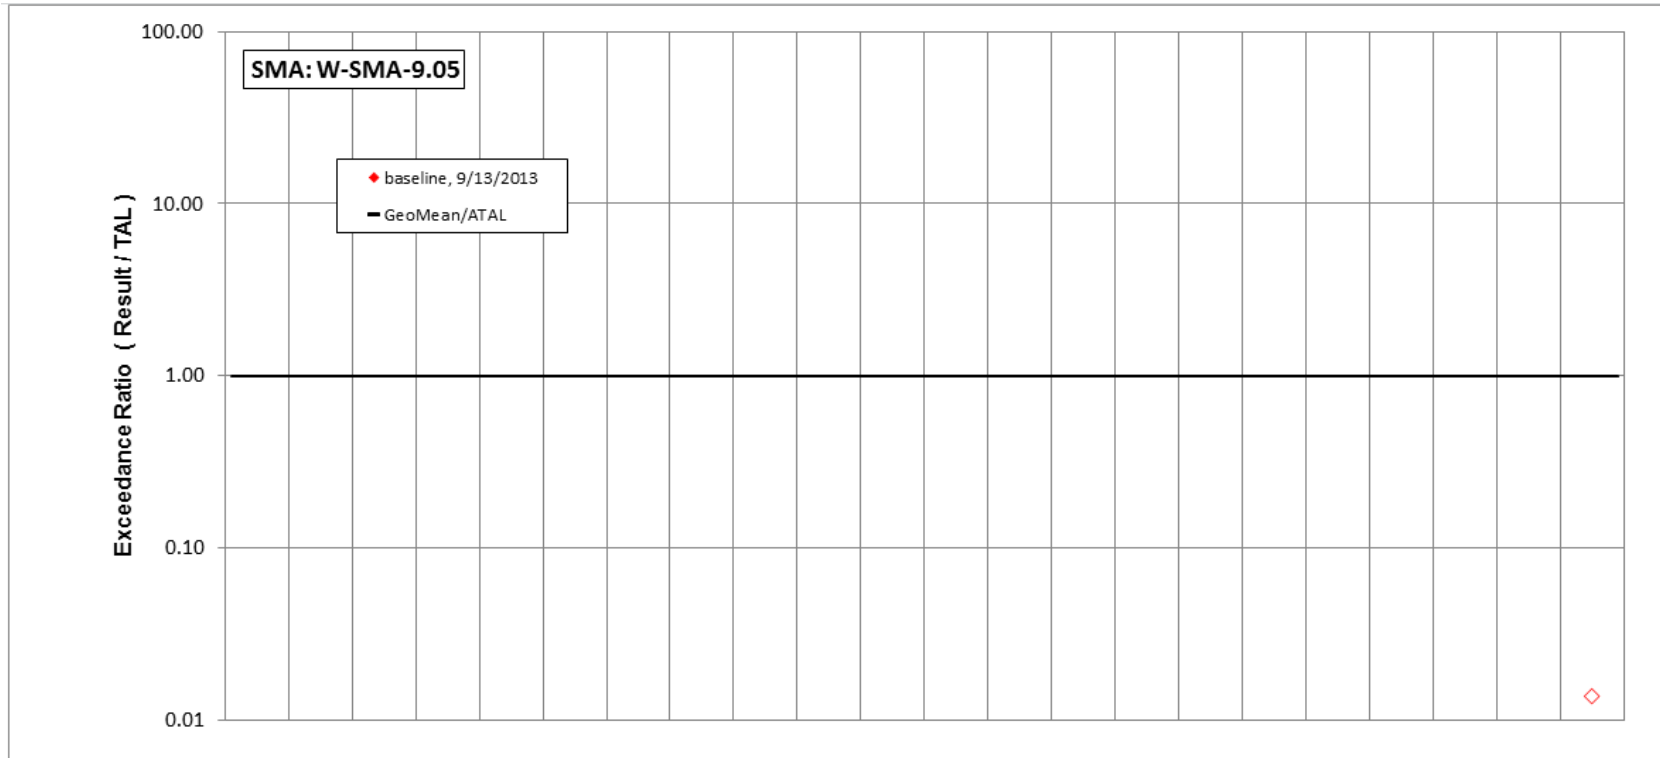 100.00
SMA: W-SMA-9.05
baseline, 9/13/2013
10.00
GeoMean/ATAL
Exceedance Ratio ( Result / TAL )
1.00
0.10
0.01